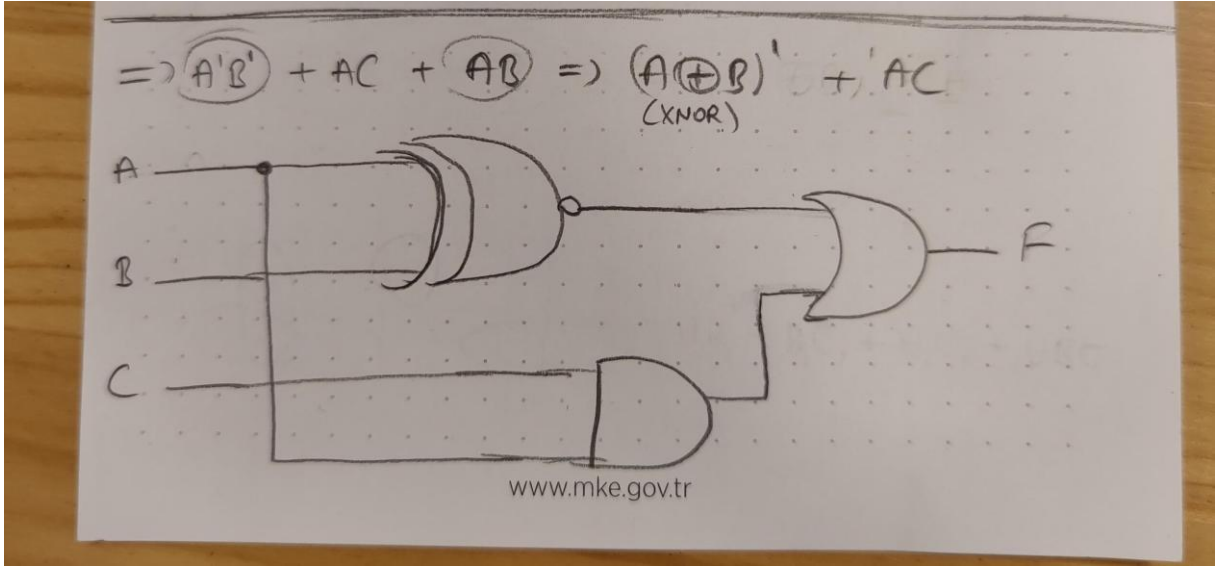 => A'B' + AC + AB => (A⊕B)' + AC
(XNOR)
A
B
C
F
www.mke.gov.tr